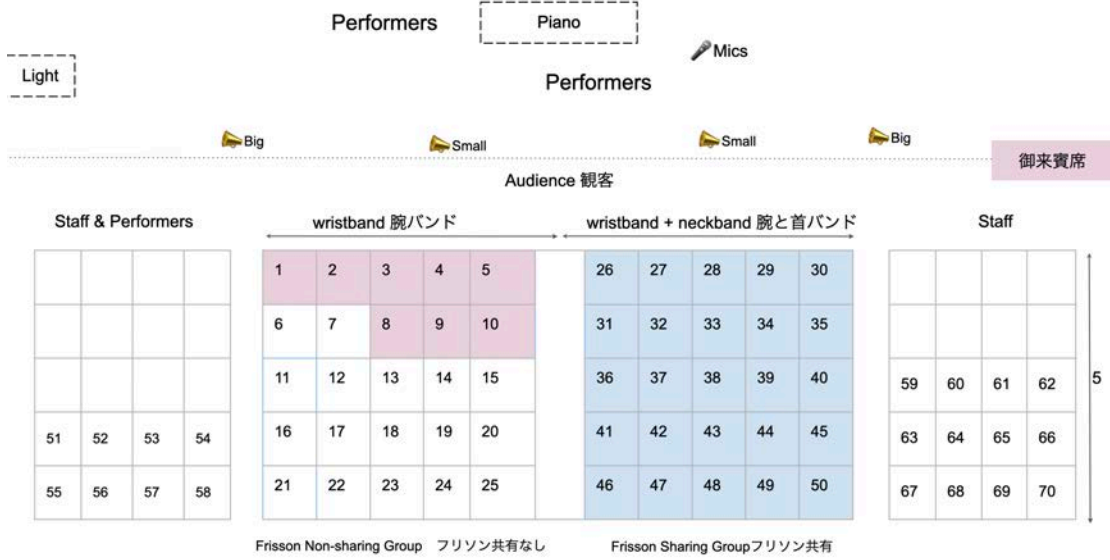 Performers
Piano
Mics
Light
Performers
Big
Small
Small
Big
御来賓席
Audience 観客
Staff & Performers
wristband 腕バンド
wristband + neckband 腕と首バンド
Staff
1 2 3 4 5
26 27 28 29 30
6 7 8 9 10
31 32 33 34 35
11 12 13 14 15
36 37 38 39 40
59 60 61 62
5
51 52 53 54
16 17 18 19 20
41 42 43 44 45
63 64 65 66
55 56 57 58
21 22 23 24 25
46 47 48 49 50
67 68 69 70
Frisson Non-sharing Group フリソン共有なし
Frisson Sharing Groupフリソン共有